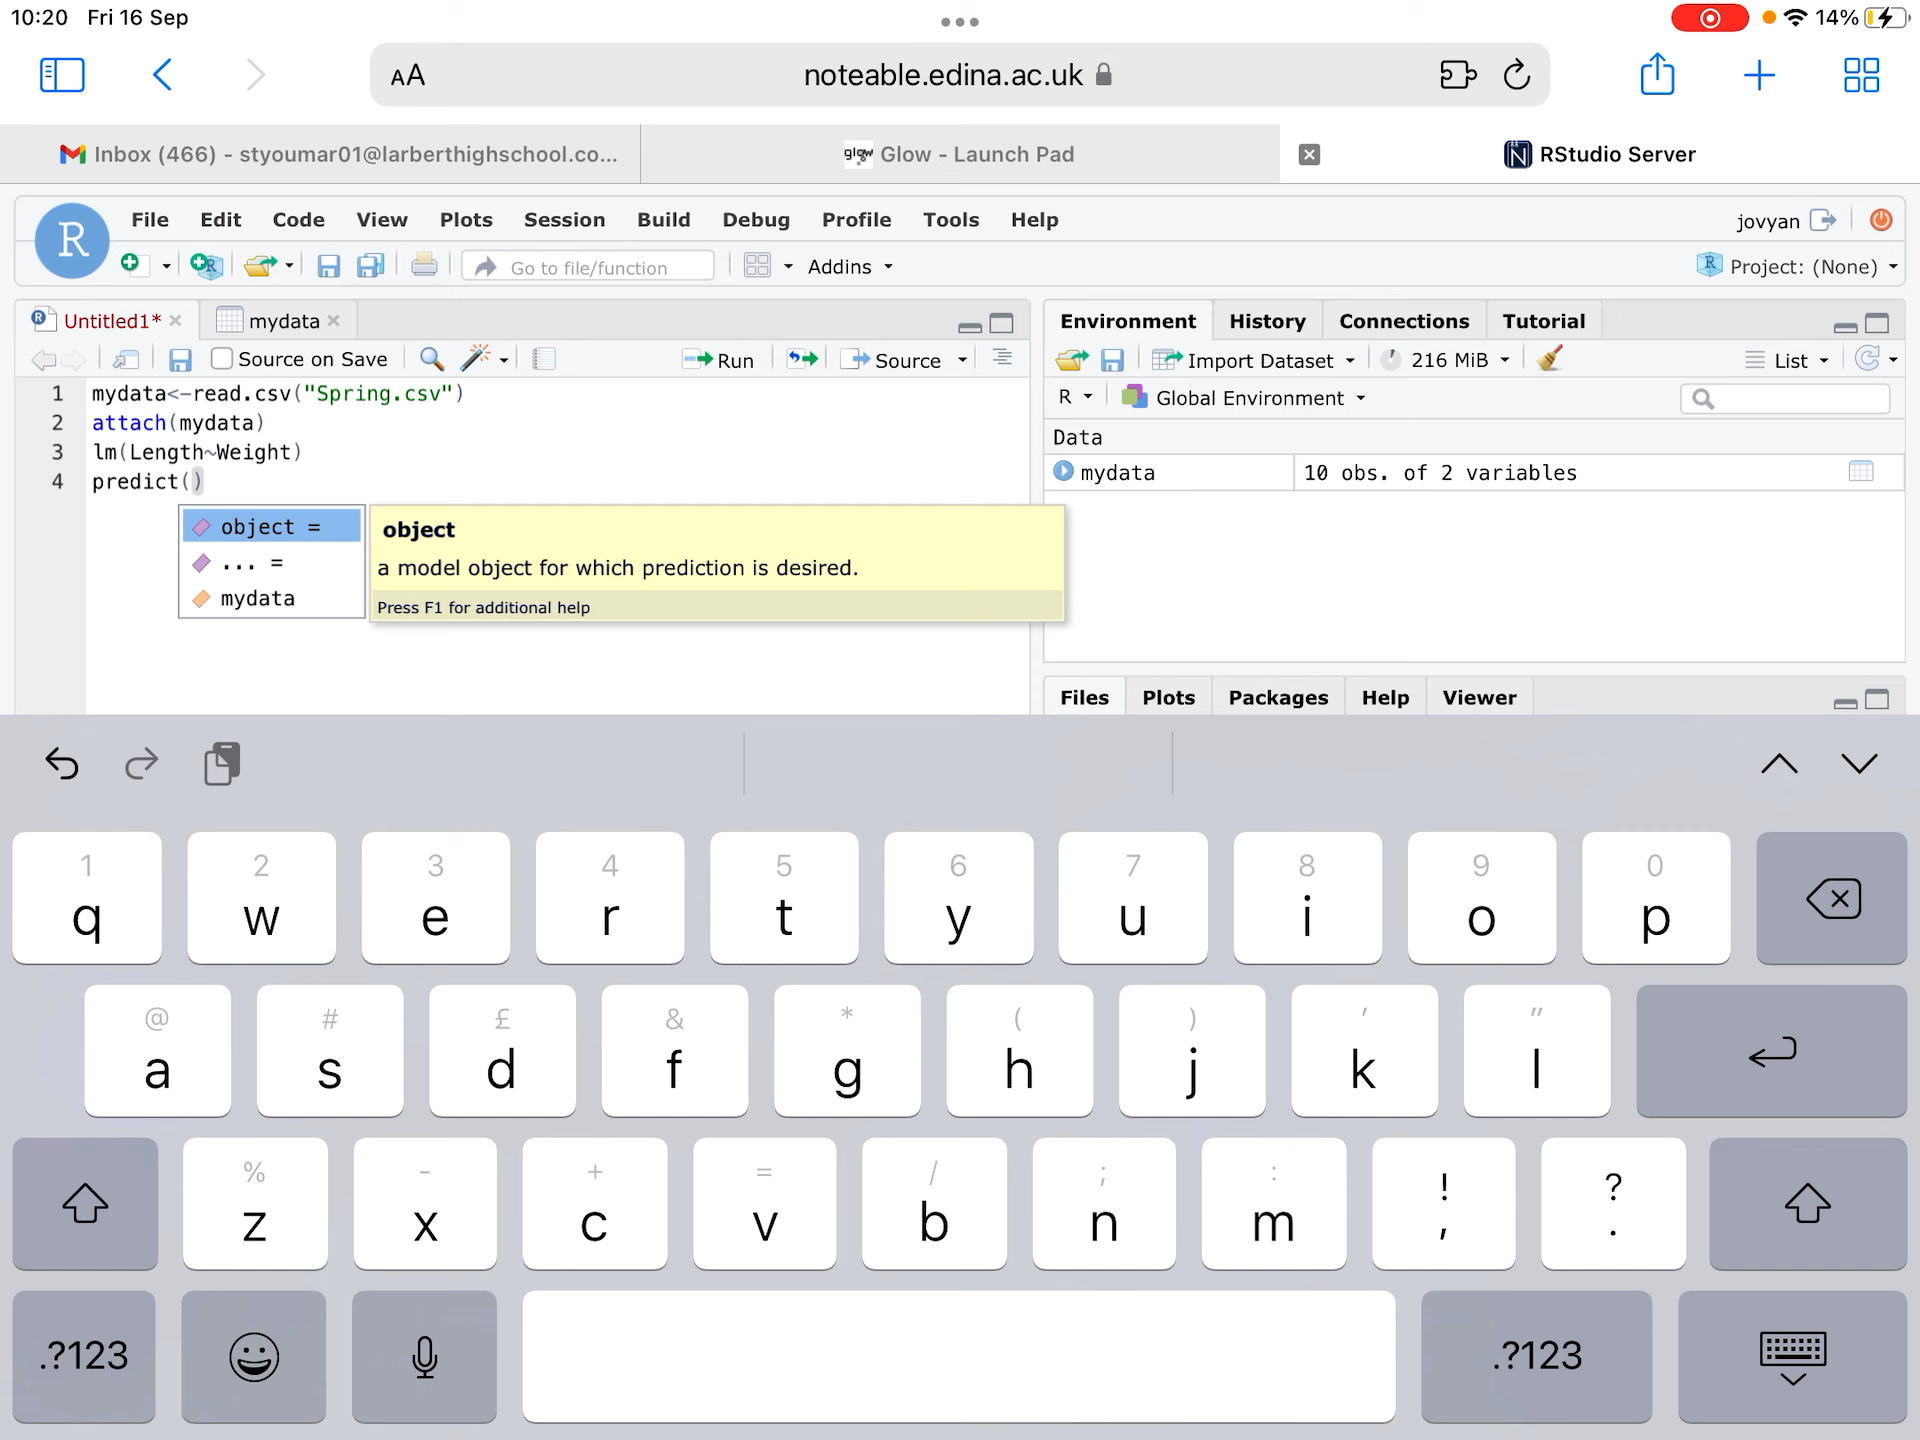 10:20 Fri 16 Sep
14%
AA noteable.edina.ac.uk
Inbox (466) - styoumar01@larberthighschool.co...
glow Glow - Launch Pad
N RStudio Server
R File Edit Code View Plots Session Build Debug Profile Tools Help
jovyan
Go to file/function
Addins
R Project: (None)
Untitled1*
mydata
Source on Save
Run
Source
1 mydata<-read.csv("Spring.csv")
2 attach(mydata)
3 lm(Length~Weight)
4 predict()
object =
... =
mydata
object
a model object for which prediction is desired.
Press F1 for additional help
Environment History Connections Tutorial
Import Dataset 216 MiB List
R Global Environment
Data
mydata 10 obs. of 2 variables
Files Plots Packages Help Viewer
1 2 3 4 5 6 7 8 9 0
q w e r t y u i o p
@ # £ & * ( ) ' "
a s d f g h j k l
% - + = / ; : ! ?
z x c v b n m , .
.?123 .?123